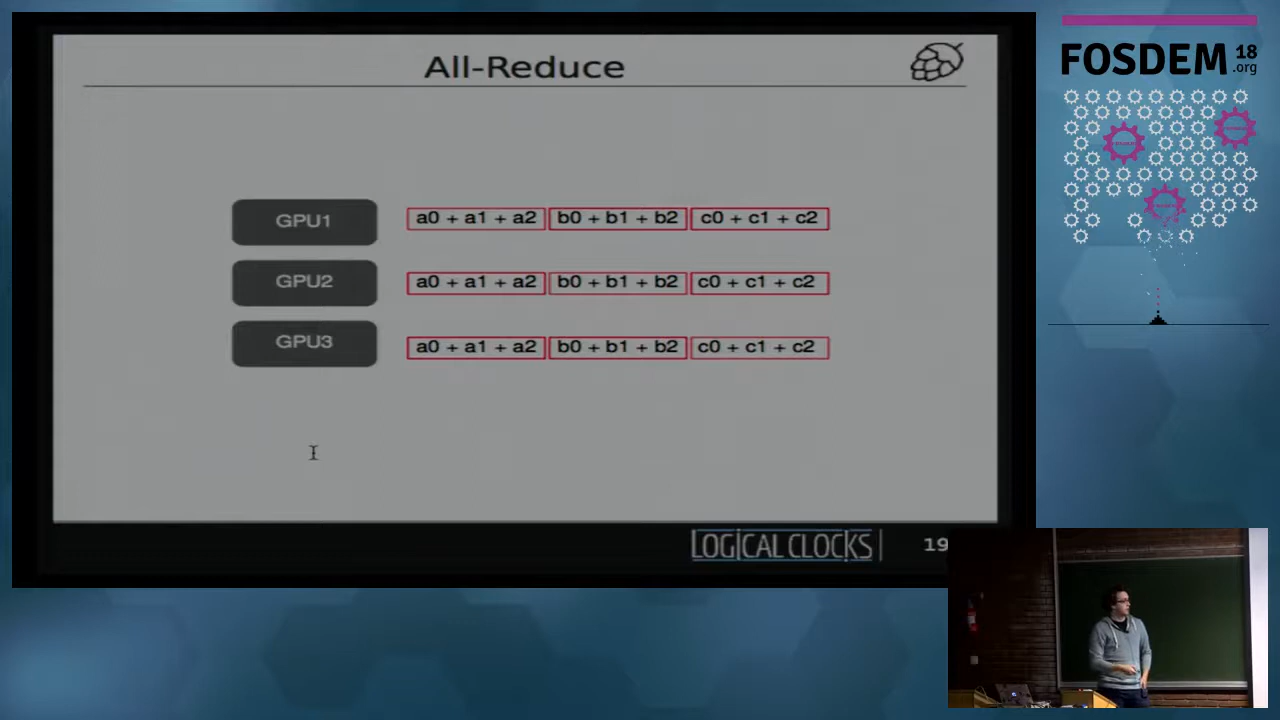 All-Reduce
GPU1
a0 + a1 + a2
b0 + b1 + b2
c0 + c1 + c2
GPU2
a0 + a1 + a2
b0 + b1 + b2
c0 + c1 + c2
GPU3
a0 + a1 + a2
b0 + b1 + b2
c0 + c1 + c2
LOGICAL CLOCKS
19
FOSDEM 18
.org